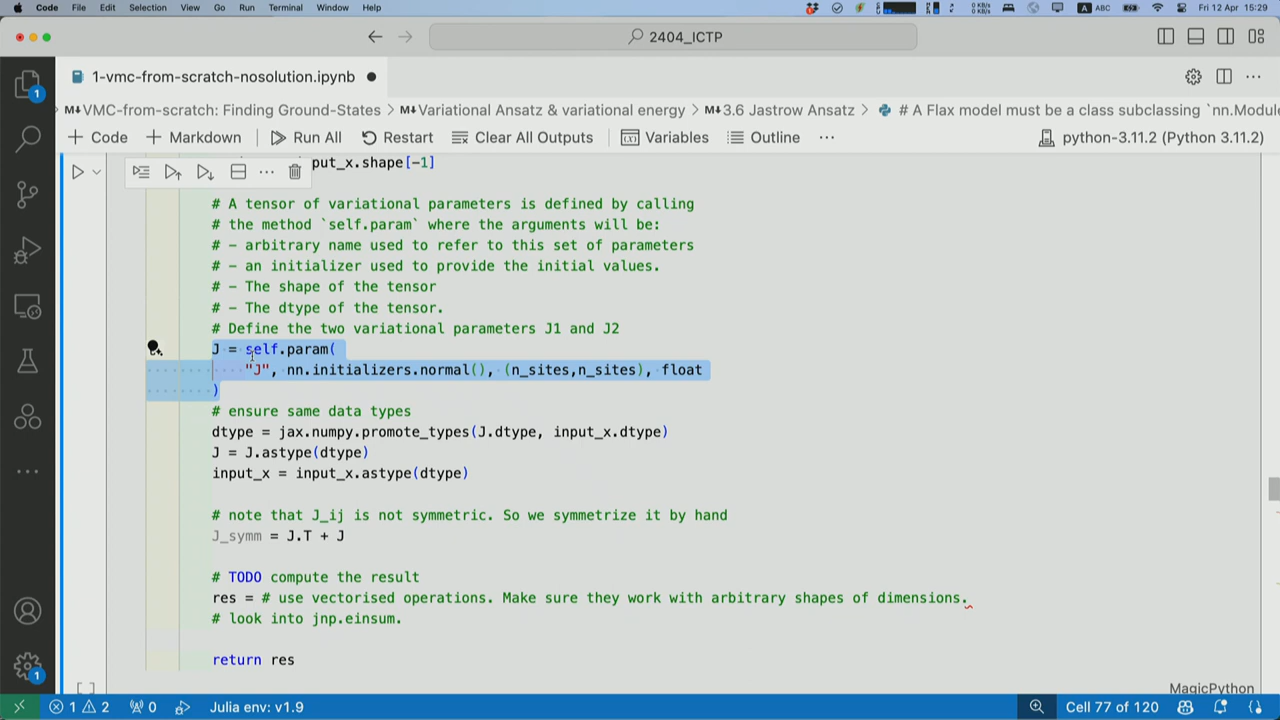 Code File Edit Selection View Go Run Terminal Window Help
A ABC Fri 12 Apr 15:29
2404_ICTP
1-vmc-from-scratch-nosolution.ipynb
VMC-from-scratch: Finding Ground-States > M↓Variational Ansatz & variational energy > M↓3.6 Jastrow Ansatz > # A Flax model must be a class subclassing `nn.Modul
+ Code + Markdown Run All Restart Clear All Outputs Variables Outline ... python-3.11.2 (Python 3.11.2)
put_x.shape[-1]
# A tensor of variational parameters is defined by calling
# the method `self.param` where the arguments will be:
# - arbitrary name used to refer to this set of parameters
# - an initializer used to provide the initial values.
# - The shape of the tensor
# - The dtype of the tensor.
# Define the two variational parameters J1 and J2
J = self.param(
"J", nn.initializers.normal(), (n_sites,n_sites), float
)
# ensure same data types
dtype = jax.numpy.promote_types(J.dtype, input_x.dtype)
J = J.astype(dtype)
input_x = input_x.astype(dtype)
# note that J_ij is not symmetric. So we symmetrize it by hand
J_symm = J.T + J
# TODO compute the result
res = # use vectorised operations. Make sure they work with arbitrary shapes of dimensions.
# look into jnp.einsum.
return res
[ ]
MagicPython
1 2 0 Julia env: v1.9 Cell 77 of 120